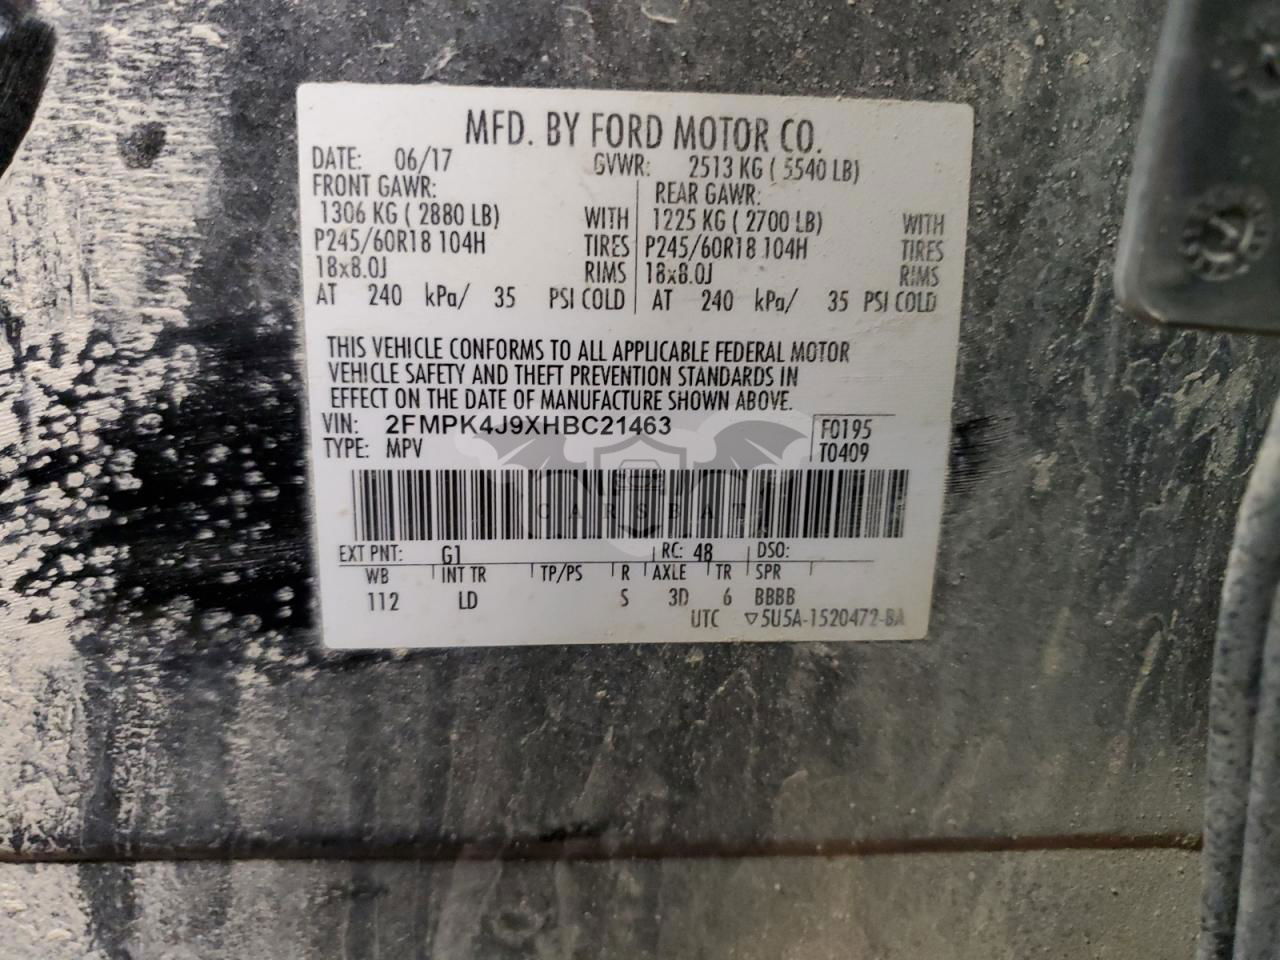 MFD. BY FORD MOTOR CO.
DATE: 06/17 GVWR: 2513 KG ( 5540 LB)
FRONT GAWR: REAR GAWR:
1306 KG ( 2880 LB) WITH 1225 KG ( 2700 LB) WITH
P245/60R18 104H TIRES P245/60R18 104H TIRES
18x8.0J RIMS 18x8.0J RIMS
AT 240 kPa/ 35 PSI COLD AT 240 kPa/ 35 PSI COLD
THIS VEHICLE CONFORMS TO ALL APPLICABLE FEDERAL MOTOR
VEHICLE SAFETY AND THEFT PREVENTION STANDARDS IN
EFFECT ON THE DATE OF MANUFACTURE SHOWN ABOVE.
VIN: 2FMPK4J9XHBC21463 F0195
TYPE: MPV T0409
CARSBAT
EXT PNT: G1 RC: 48 DSO:
WB INT TR TP/PS R AXLE TR SPR
112 LD S 3D 6 BBBB
UTC ▽5U5A-1520472-BA